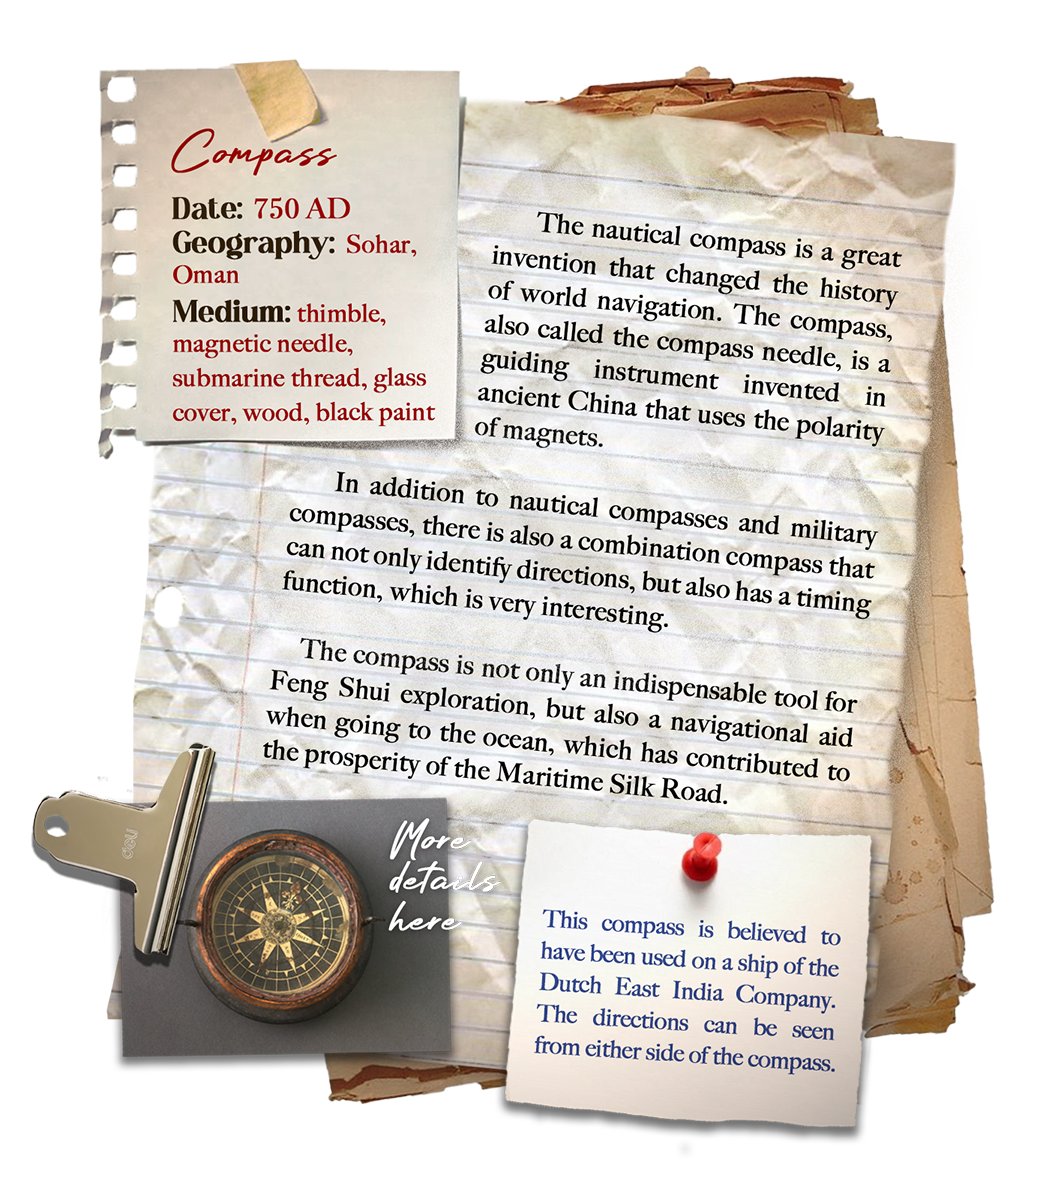 Compass
Date: 750 AD
Geography: Sohar,
Oman
Medium: thimble,
magnetic needle,
submarine thread, glass
cover, wood, black paint
The nautical compass is a great
invention that changed the history
of world navigation. The compass,
also called the compass needle, is a
guiding instrument invented in
ancient China that uses the polarity
of magnets.
In addition to nautical compasses and military
compasses, there is also a combination compass that
can not only identify directions, but also has a timing
function, which is very interesting.
The compass is not only an indispensable tool for
Feng Shui exploration, but also a navigational aid
when going to the ocean, which has contributed to
the prosperity of the Maritime Silk Road.
More
details
here
This compass is believed to
have been used on a ship of the
Dutch East India Company.
The directions can be seen
from either side of the compass.